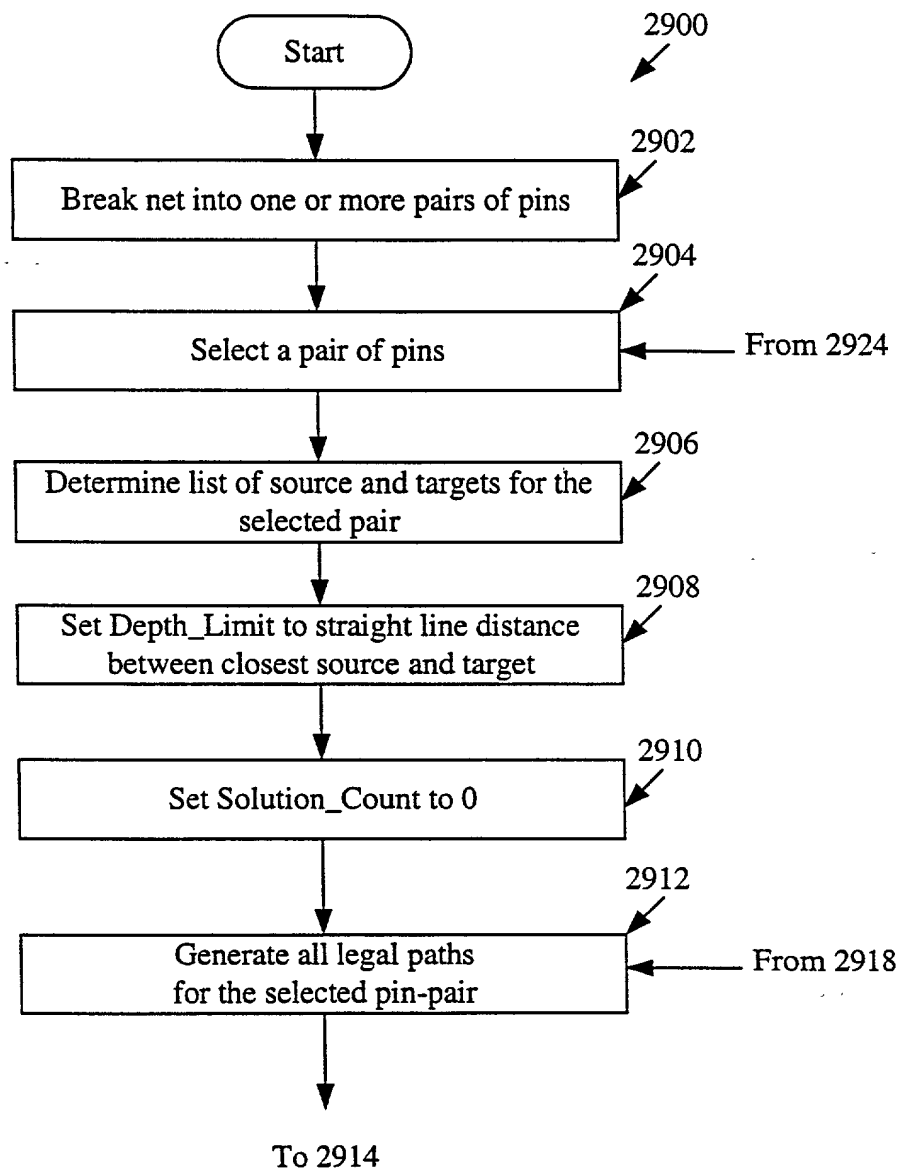 Start
2900
2902
Break net into one or more pairs of pins
2904
Select a pair of pins
From 2924
2906
Determine list of source and targets for the
selected pair
2908
Set Depth_Limit to straight line distance
between closest source and target
2910
Set Solution_Count to 0
2912
Generate all legal paths
for the selected pin-pair
From 2918
To 2914